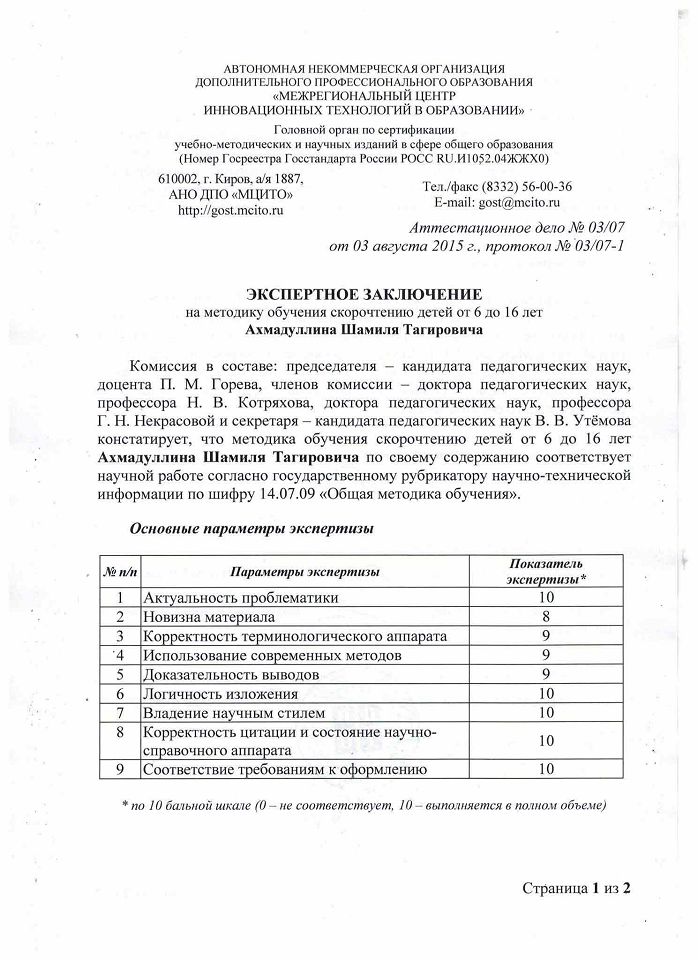 АВТОНОМНАЯ НЕКОММЕРЧЕСКАЯ ОРГАНИЗАЦИЯ
ДОПОЛНИТЕЛЬНОГО ПРОФЕССИОНАЛЬНОГО ОБРАЗОВАНИЯ
«МЕЖРЕГИОНАЛЬНЫЙ ЦЕНТР
ИННОВАЦИОННЫХ ТЕХНОЛОГИЙ В ОБРАЗОВАНИИ»
Головной орган по сертификации
учебно-методических и научных изданий в сфере общего образования
(Номер Госреестра Госстандарта России РОСС RU.И1052.04ЖЖХ0)
610002, г. Киров, а/я 1887,
АНО ДПО «МЦИТО»
http://gost.mcito.ru
Тел./факс (8332) 56-00-36
E-mail: gost@mcito.ru
Аттестационное дело № 03/07
от 03 августа 2015 г., протокол № 03/07-1
ЭКСПЕРТНОЕ ЗАКЛЮЧЕНИЕ
на методику обучения скорочтению детей от 6 до 16 лет
Ахмадуллина Шамиля Тагировича
Комиссия в составе: председателя – кандидата педагогических наук,
доцента П. М. Горева, членов комиссии – доктора педагогических наук,
профессора Н. В. Котряхова, доктора педагогических наук, профессора
Г. Н. Некрасовой и секретаря – кандидата педагогических наук В. В. Утёмова
констатирует, что методика обучения скорочтению детей от 6 до 16 лет
Ахмадуллина Шамиля Тагировича по своему содержанию соответствует
научной работе согласно государственному рубрикатору научно-технической
информации по шифру 14.07.09 «Общая методика обучения».
Основные параметры экспертизы
№ п/п Параметры экспертизы Показатель экспертизы*
1 Актуальность проблематики 10
2 Новизна материала 8
3 Корректность терминологического аппарата 9
4 Использование современных методов 9
5 Доказательность выводов 9
6 Логичность изложения 10
7 Владение научным стилем 10
8 Корректность цитации и состояние научно-
справочного аппарата 10
9 Соответствие требованиям к оформлению 10
* по 10 бальной шкале (0 – не соответствует, 10 – выполняется в полном объеме)
Страница 1 из 2